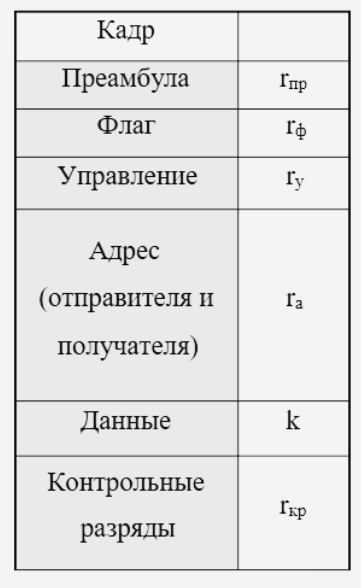 Кадр
Преамбула rпр
Флаг rф
Управление rу
Адрес
(отправителя и rа
получателя)
Данные k
Контрольные
разряды rкр